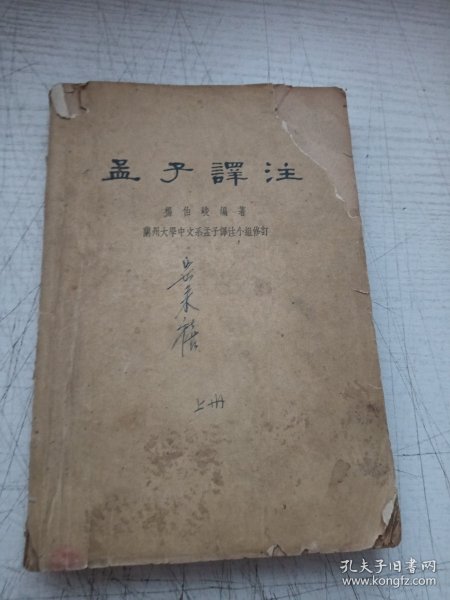 孟子譯注
楊伯峻編著
蘭州大學中文系孟子譯注小組修訂
上册
孔夫子旧书网
www.kongfz.com